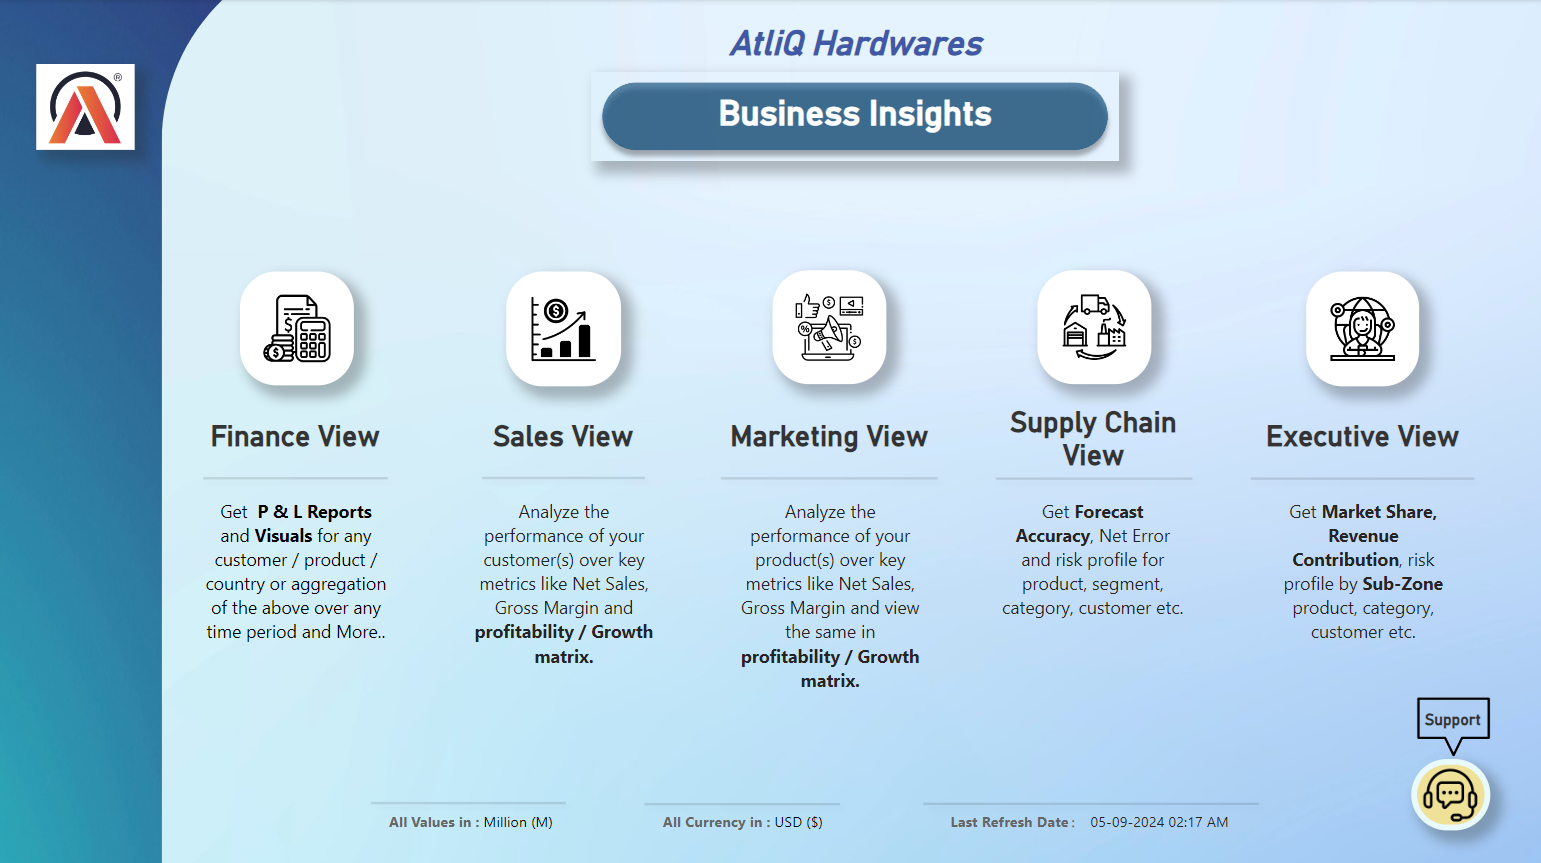 AtliQ Hardwares
®
Business Insights
Finance View
Get P & L Reports
and Visuals for any
customer / product /
country or aggregation
of the above over any
time period and More..
Sales View
Analyze the
performance of your
customer(s) over key
metrics like Net Sales,
Gross Margin and
profitability / Growth
matrix.
Marketing View
Analyze the
performance of your
product(s) over key
metrics like Net Sales,
Gross Margin and view
the same in
profitability / Growth
matrix.
Supply Chain
View
Get Forecast
Accuracy, Net Error
and risk profile for
product, segment,
category, customer etc.
Executive View
Get Market Share,
Revenue
Contribution, risk
profile by Sub-Zone
product, category,
customer etc.
Support
All Values in : Million (M)
All Currency in : USD ($)
Last Refresh Date : 05-09-2024 02:17 AM